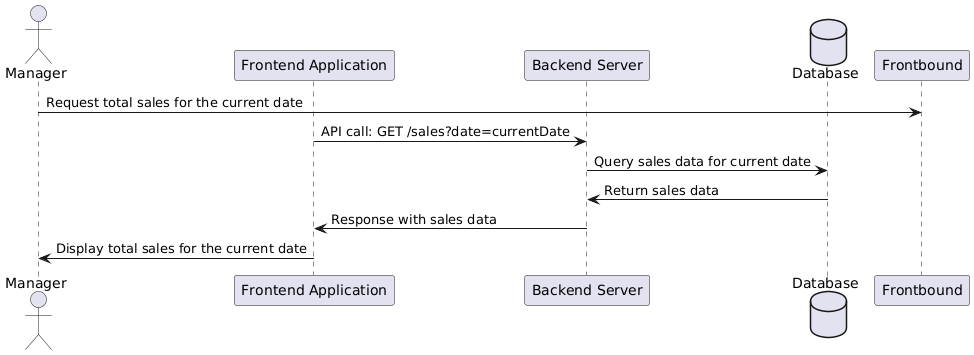 Manager
Frontend Application
Backend Server
Database
Frontbound
Request total sales for the current date
API call: GET /sales?date=currentDate
Query sales data for current date
Return sales data
Response with sales data
Display total sales for the current date
Manager
Frontend Application
Backend Server
Database
Frontbound